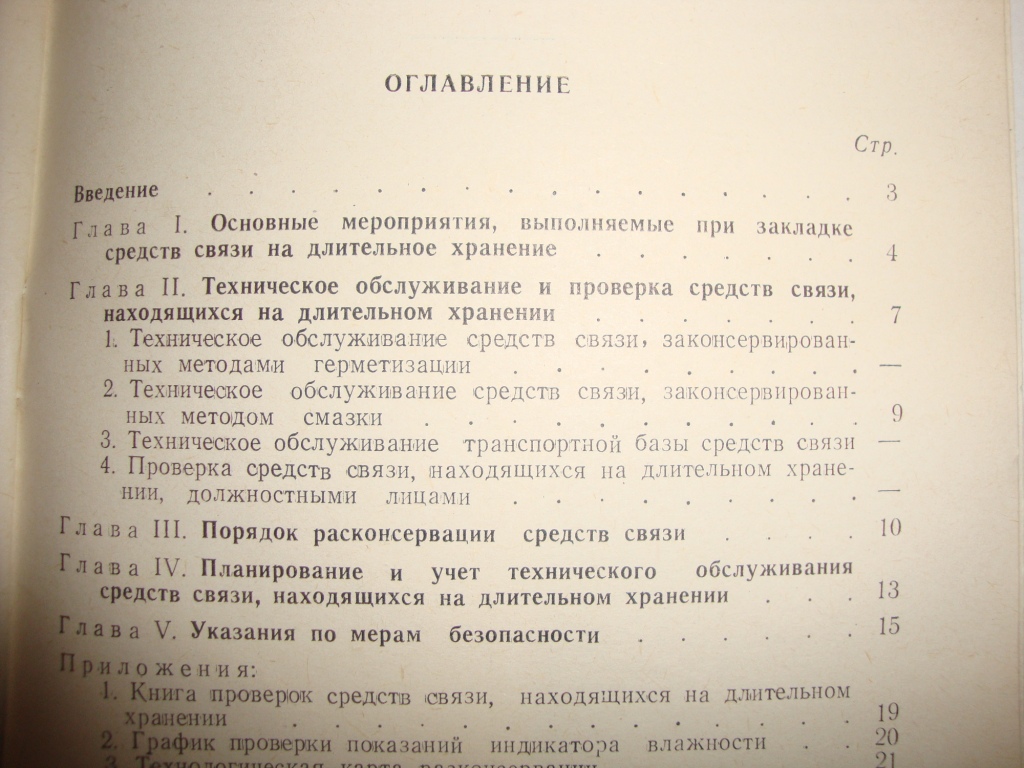 ОГЛАВЛЕНИЕ
Стр.
Введение . . . . . . . . . . . . . . . 3
Глава I. Основные мероприятия, выполняемые при закладке
средств связи на длительное хранение . . . . . . . 4
Глава II. Техническое обслуживание и проверка средств связи,
находящихся на длительном хранении . . . . . . . 7
1. Техническое обслуживание средств связи, законсервирован-
ных методами герметизации . . . . . . . . . —
2. Техническое обслуживание средств связи, законсервирован-
ных методом смазки . . . . . . . . . . . 9
3. Техническое обслуживание транспортной базы средств связи —
4. Проверка средств связи, находящихся на длительном хране-
нии, должностными лицами . . . . . . . . . —
Глава III. Порядок расконсервации средств связи . . . . 10
Глава IV. Планирование и учет технического обслуживания
средств связи, находящихся на длительном хранении . . . 13
Глава V. Указания по мерам безопасности . . . . . . 15
Приложения:
1. Книга проверок средств связи, находящихся на длительном
хранении . . . . . . . . . . . . . . 19
2. График проверки показаний индикатора влажности . . 20
3. Технологическая карта расконсервации 21